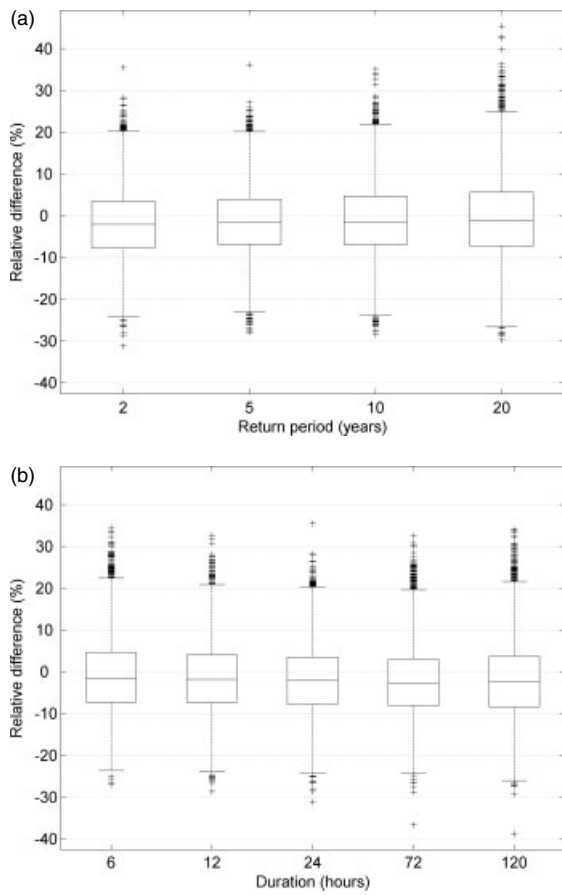 (a)
40
30
20
10
0
-10
-20
-30
-40
Relative difference (%)
2 5 10 20
Return period (years)
(b)
40
30
20
10
0
-10
-20
-30
-40
Relative difference (%)
6 12 24 72 120
Duration (hours)